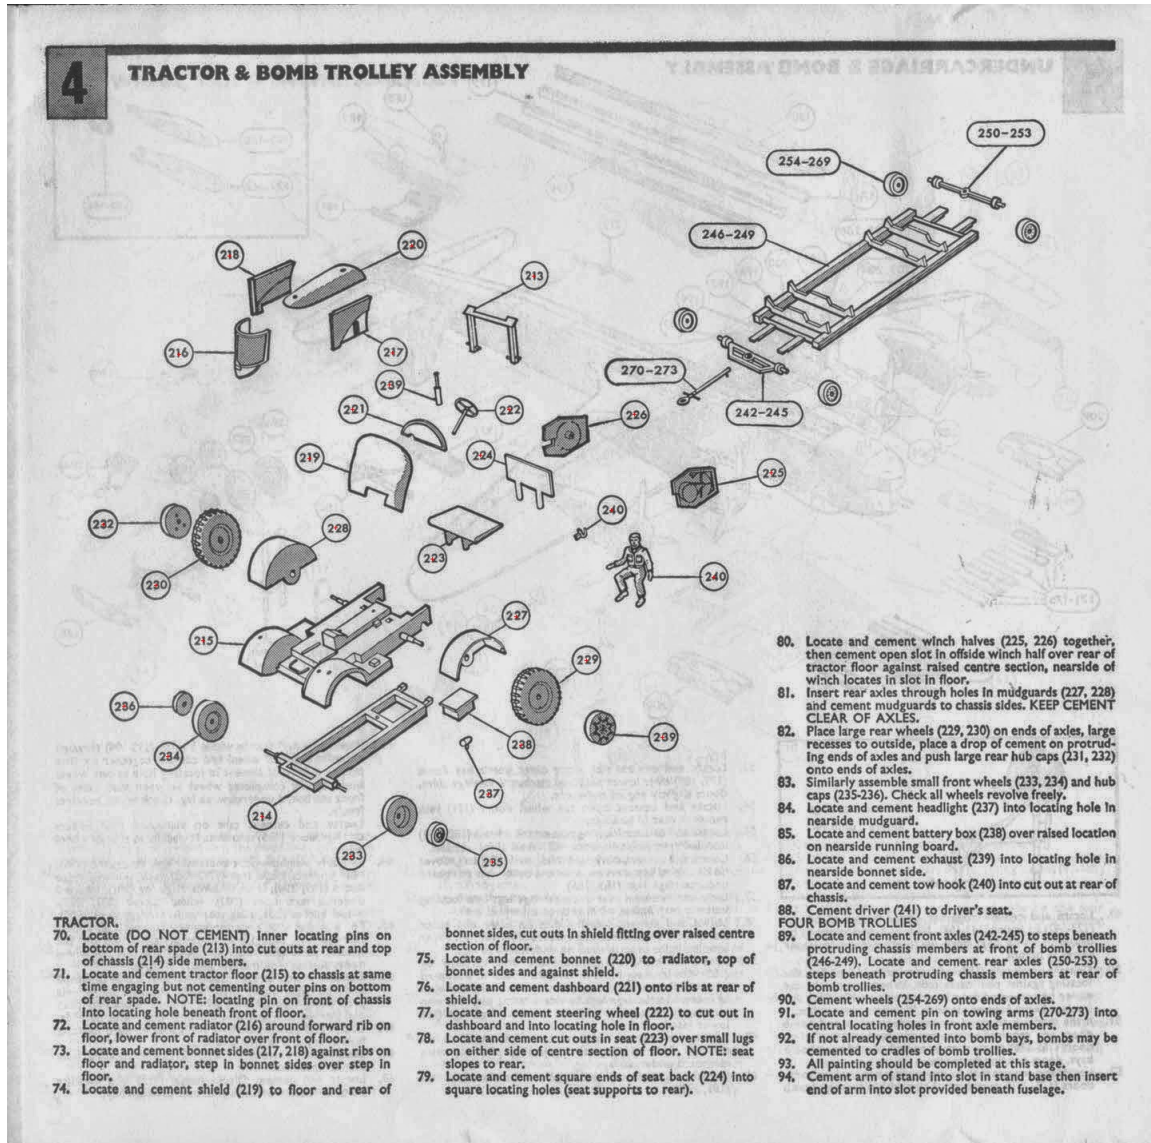 4
TRACTOR & BOMB TROLLEY ASSEMBLY
250-253
254-269
246-249
220
218
213
216
217
270-273
242-245
239
221
222
226
219
224
225
232
228
240
223
230
240
227
215
229
236
234
238
239
237
214
233
235
TRACTOR.
70. Locate (DO NOT CEMENT) inner locating pins on
bottom of rear spade (213) into cut outs at rear and top
of chassis (214) side members.
71. Locate and cement tractor floor (215) to chassis at same
time engaging but not cementing outer pins on bottom
of rear spade. NOTE: locating pin on front of chassis
into locating hole beneath front of floor.
72. Locate and cement radiator (216) around forward rib on
floor, lower front of radiator over front of floor.
73. Locate and cement bonnet sides (217, 218) against ribs on
floor and radiator, step in bonnet sides over step in
floor.
74. Locate and cement shield (219) to floor and rear of
bonnet sides, cut outs in shield fitting over raised centre
section of floor.
75. Locate and cement bonnet (220) to radiator, top of
bonnet sides and against shield.
76. Locate and cement dashboard (221) onto ribs at rear of
shield.
77. Locate and cement steering wheel (222) to cut out in
dashboard and into locating hole in floor.
78. Locate and cement cut outs in seat (223) over small lugs
on either side of centre section of floor. NOTE: seat
slopes to rear.
79. Locate and cement square ends of seat back (224) into
square locating holes (seat supports to rear).
80. Locate and cement winch halves (225, 226) together,
then cement open slot in offside winch half over rear of
tractor floor against raised centre section, nearside of
winch locates in slot in floor.
81. Insert rear axles through holes in mudguards (227, 228)
and cement mudguards to chassis sides. KEEP CEMENT
CLEAR OF AXLES.
82. Place large rear wheels (229, 230) on ends of axles, large
recesses to outside, place a drop of cement on protrud-
ing ends of axles and push large rear hub caps (231, 232)
onto ends of axles.
83. Similarly assemble small front wheels (233, 234) and hub
caps (235-236). Check all wheels revolve freely.
84. Locate and cement headlight (237) into locating hole in
nearside mudguard.
85. Locate and cement battery box (238) over raised location
on nearside running board.
86. Locate and cement exhaust (239) into locating hole in
nearside bonnet side.
87. Locate and cement tow hook (240) into cut out at rear of
chassis.
88. Cement driver (241) to driver's seat.
FOUR BOMB TROLLIES
89. Locate and cement front axles (242-245) to steps beneath
protruding chassis members at front of bomb trollies
(246-249). Locate and cement rear axles (250-253) to
steps beneath protruding chassis members at rear of
bomb trollies.
90. Cement wheels (254-269) onto ends of axles.
91. Locate and cement pin on towing arms (270-273) into
central locating holes in front axle members.
92. If not already cemented into bomb bays, bombs may be
cemented to cradles of bomb trollies.
93. All painting should be completed at this stage.
94. Cement arm of stand into slot in stand base then insert
end of arm into slot provided beneath fuselage.